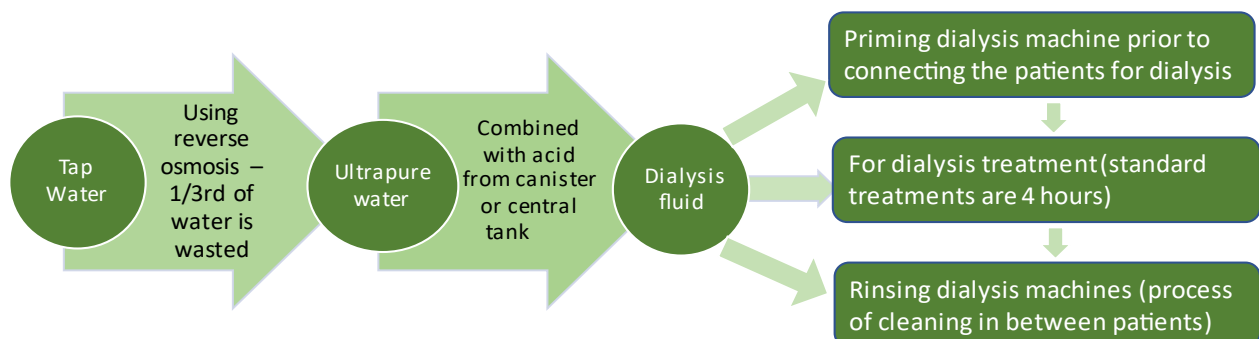 Tap
Water
Using
reverse
osmosis –
1/3rd of
water is
wasted
Ultrapure
water
Combined
with acid
from canister
or central
tank
Dialysis
fluid
Priming dialysis machine prior to
connecting the patients for dialysis
For dialysis treatment (standard
treatments are 4 hours)
Rinsing dialysis machines (process
of cleaning in between patients)